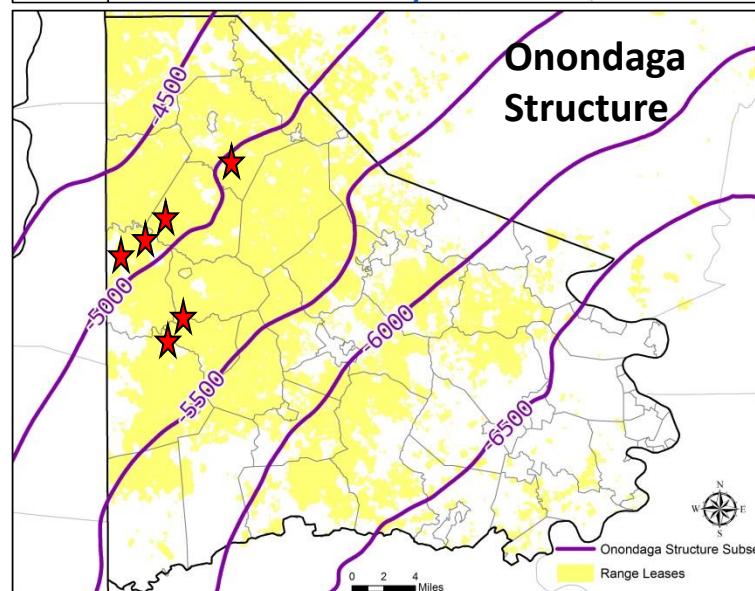 Onondaga
Structure
-4500
-5000
-5500
-6000
-6500
N
W E
S
Onondaga Structure Subse
Range Leases
0 2 4
Miles